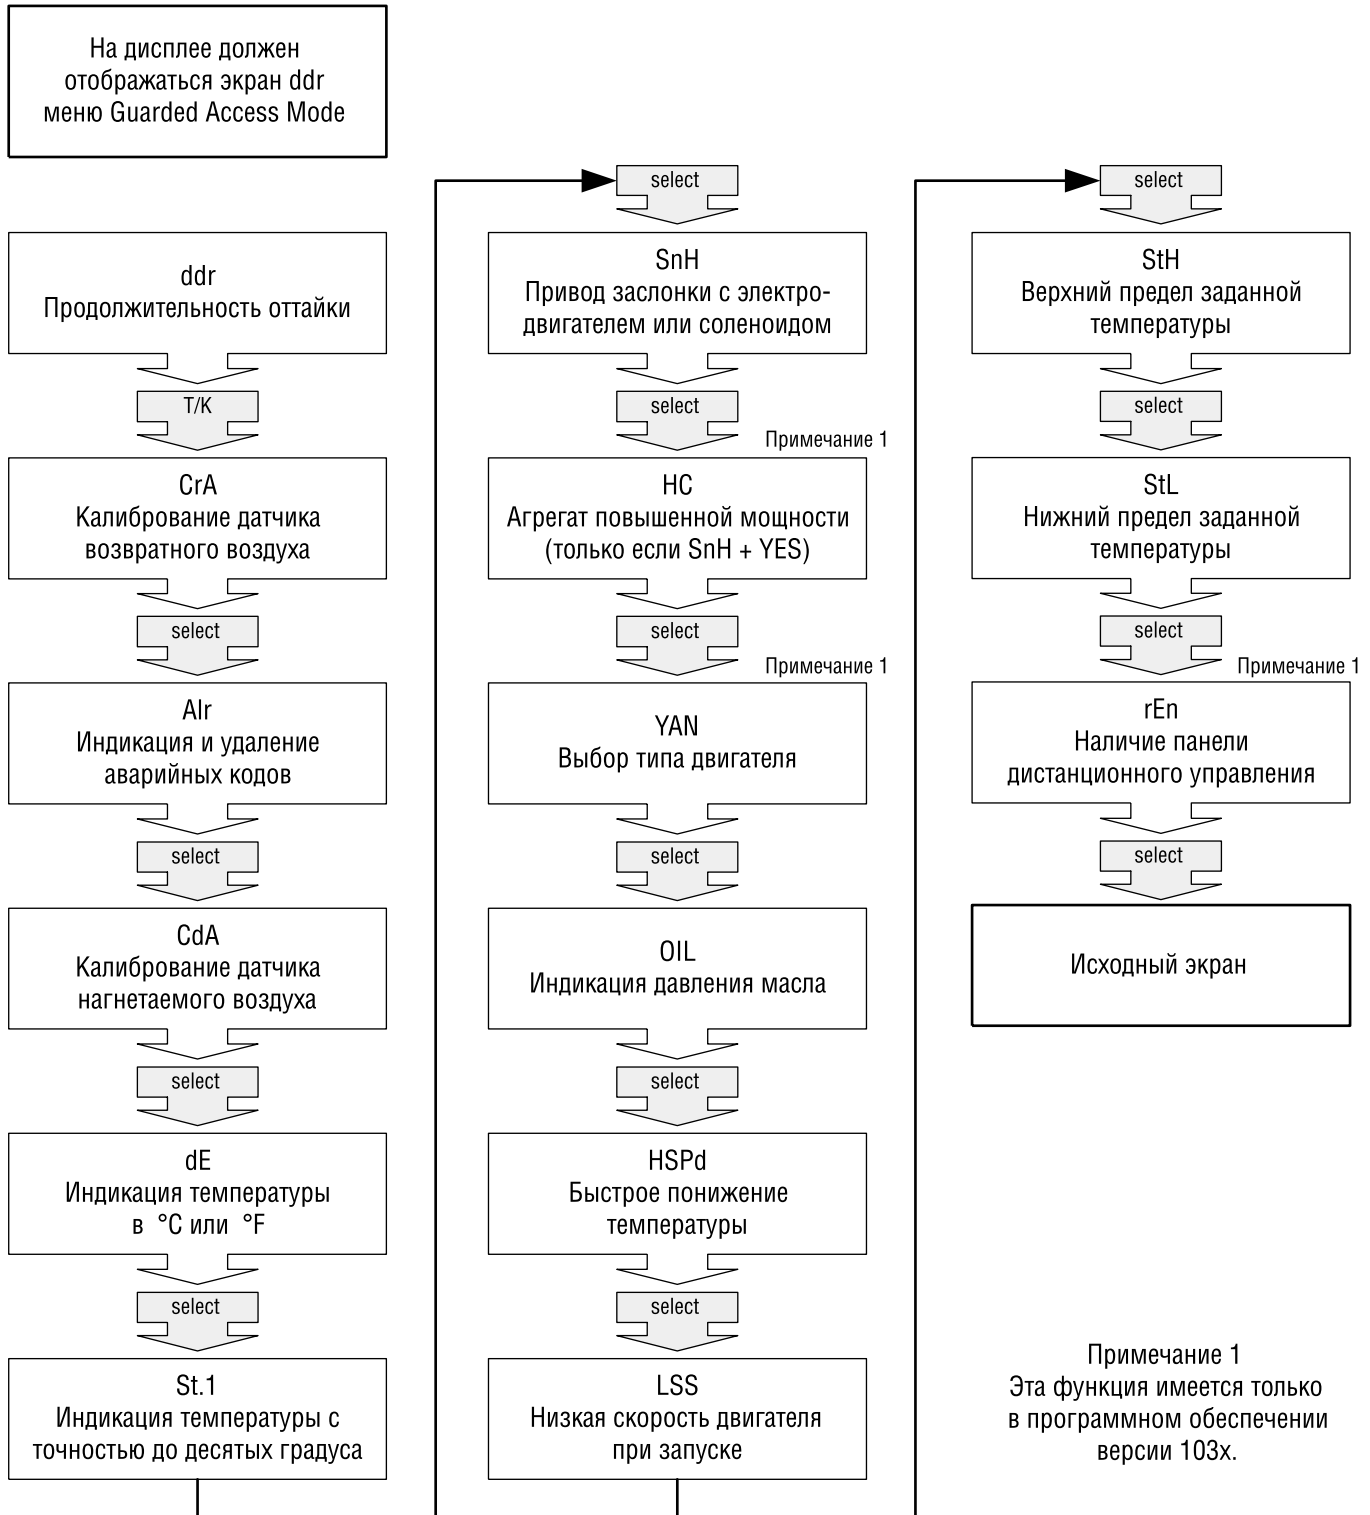 На дисплее должен
отображаться экран ddr
меню Guarded Access Mode
ddr
Продолжительность оттайки
T/K
CrA
Калибрование датчика
возвратного воздуха
select
Alr
Индикация и удаление
аварийных кодов
select
CdA
Калибрование датчика
нагнетаемого воздуха
select
dE
Индикация температуры
в °C или °F
select
St.1
Индикация температуры с
точностью до десятых градуса
select
SnH
Привод заслонки с электро-
двигателем или соленоидом
select
Примечание 1
HC
Агрегат повышенной мощности
(только если SnH + YES)
select
Примечание 1
YAN
Выбор типа двигателя
select
OIL
Индикация давления масла
select
HSPd
Быстрое понижение
температуры
select
LSS
Низкая скорость двигателя
при запуске
select
StH
Верхний предел заданной
температуры
select
StL
Нижний предел заданной
температуры
select
Примечание 1
rEn
Наличие панели
дистанционного управления
select
Исходный экран
Примечание 1
Эта функция имеется только
в программном обеспечении
версии 103x.